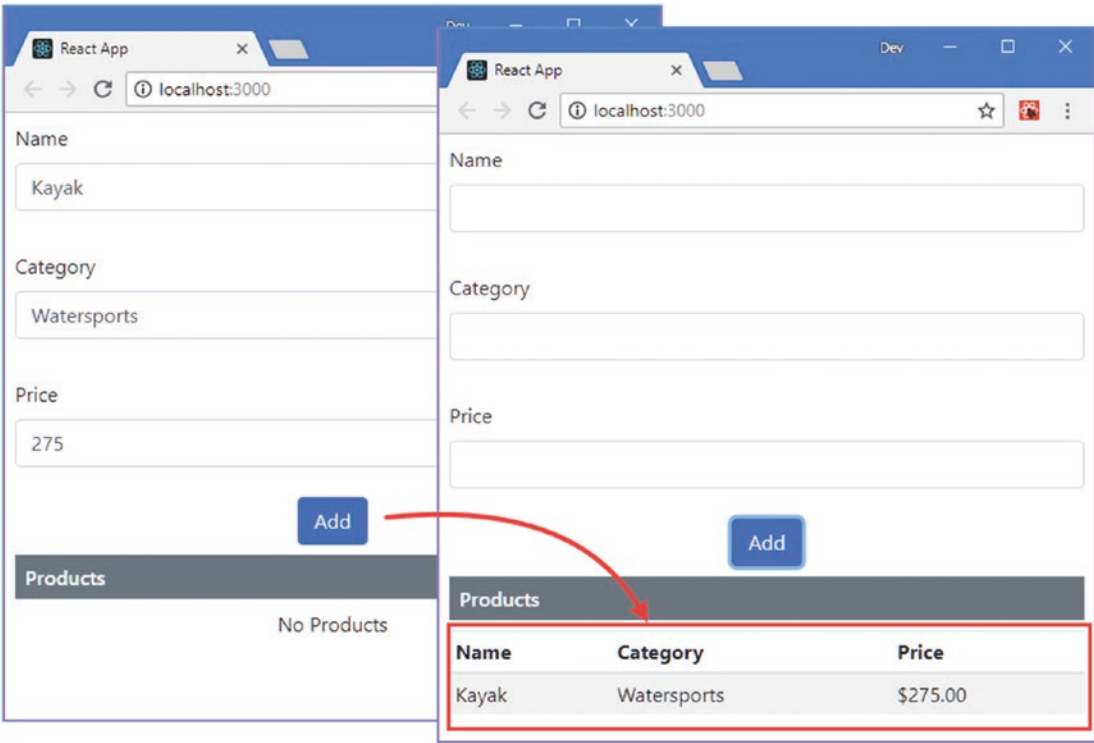 React App
localhost:3000
Name
Kayak
Category
Watersports
Price
275
Add
Products
No Products
Dev
React App
localhost:3000
Name
Category
Price
Add
Products
Name Category Price
Kayak Watersports $275.00